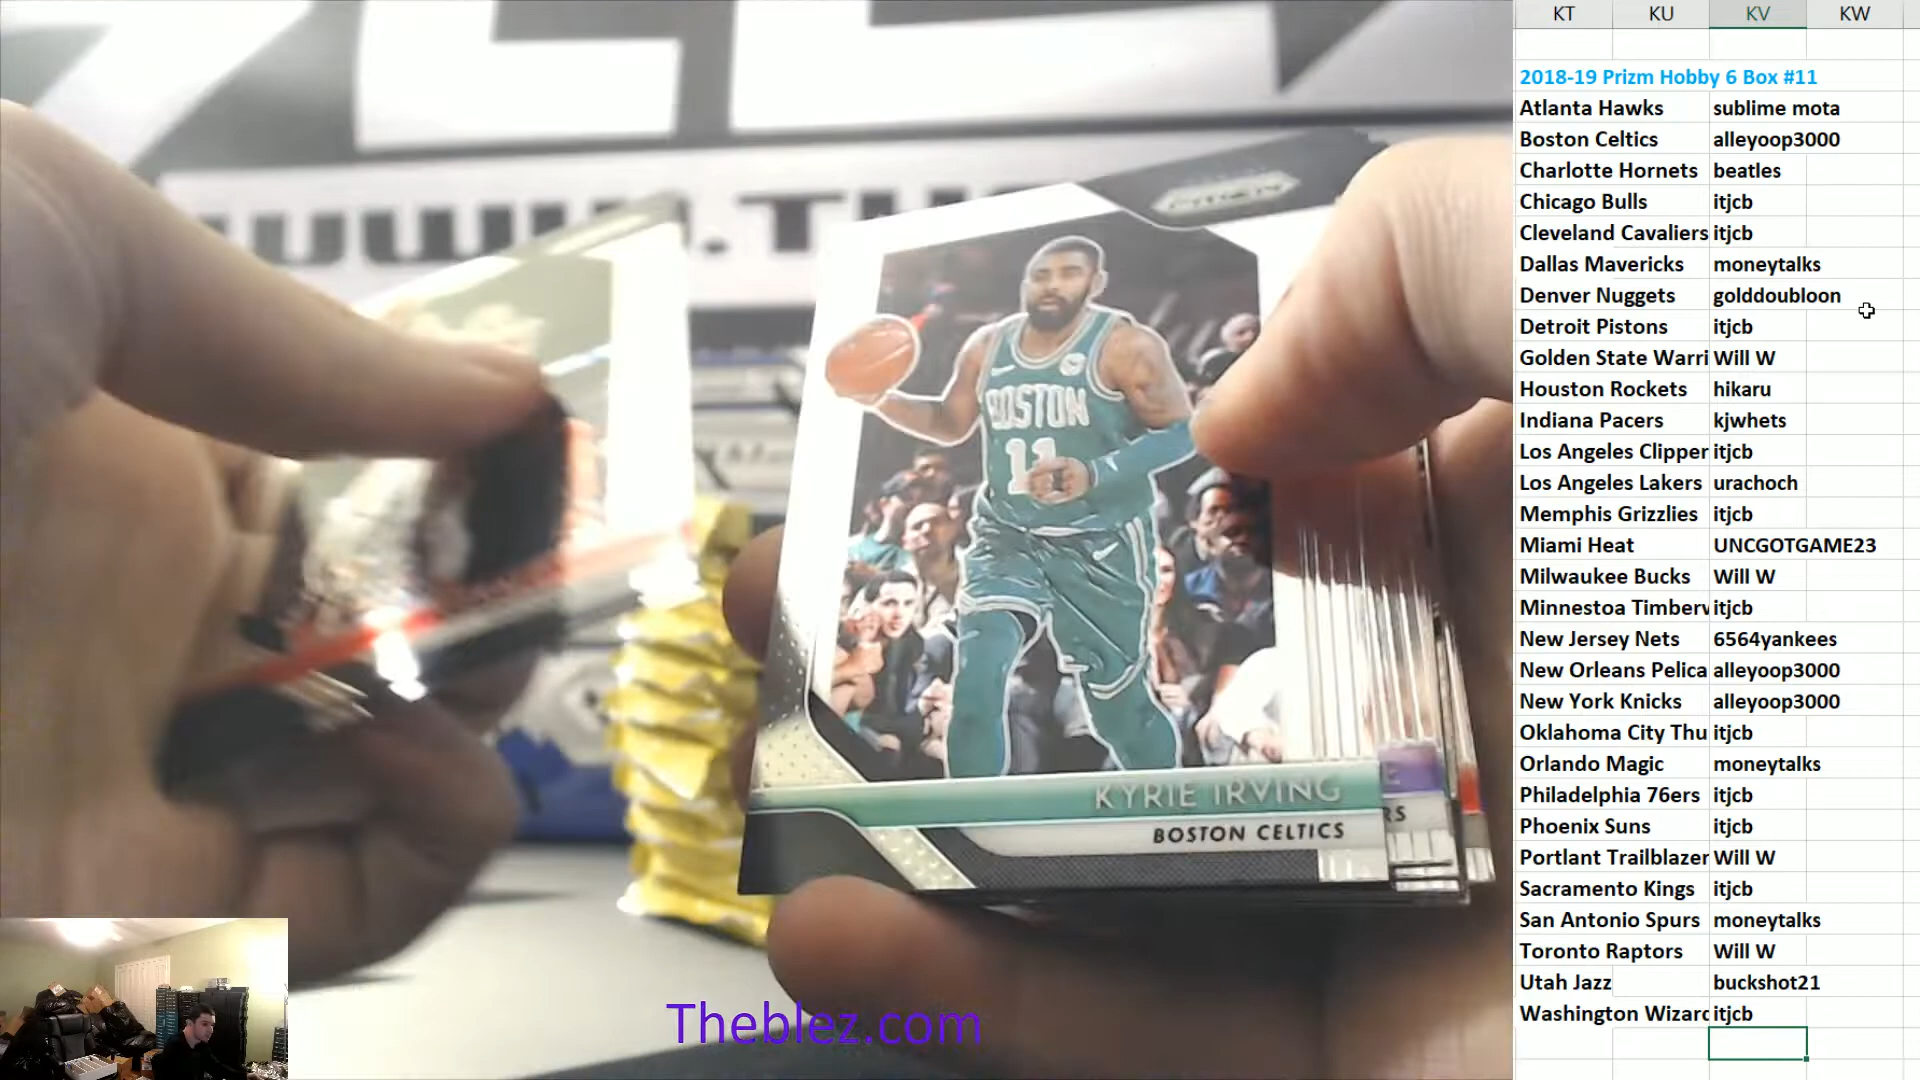 KT KU KV KW
2018-19 Prizm Hobby 6 Box #11
Atlanta Hawks sublime mota
Boston Celtics alleyoop3000
Charlotte Hornets beatles
Chicago Bulls itjcb
Cleveland Cavaliers itjcb
Dallas Mavericks moneytalks
Denver Nuggets golddoubloon
Detroit Pistons itjcb
Golden State Warri Will W
Houston Rockets hikaru
Indiana Pacers kjwhets
Los Angeles Clipper itjcb
Los Angeles Lakers urachoch
Memphis Grizzlies itjcb
Miami Heat UNCGOTGAME23
Milwaukee Bucks Will W
Minnestoa Timberv itjcb
New Jersey Nets 6564yankees
New Orleans Pelica alleyoop3000
New York Knicks alleyoop3000
Oklahoma City Thu itjcb
Orlando Magic moneytalks
Philadelphia 76ers itjcb
Phoenix Suns itjcb
Portlant Trailblazer Will W
Sacramento Kings itjcb
San Antonio Spurs moneytalks
Toronto Raptors Will W
Utah Jazz buckshot21
Washington Wizard itjcb
PRIZM
BOSTON
11
KYRIE IRVING
BOSTON CELTICS
RS
Theblez.com